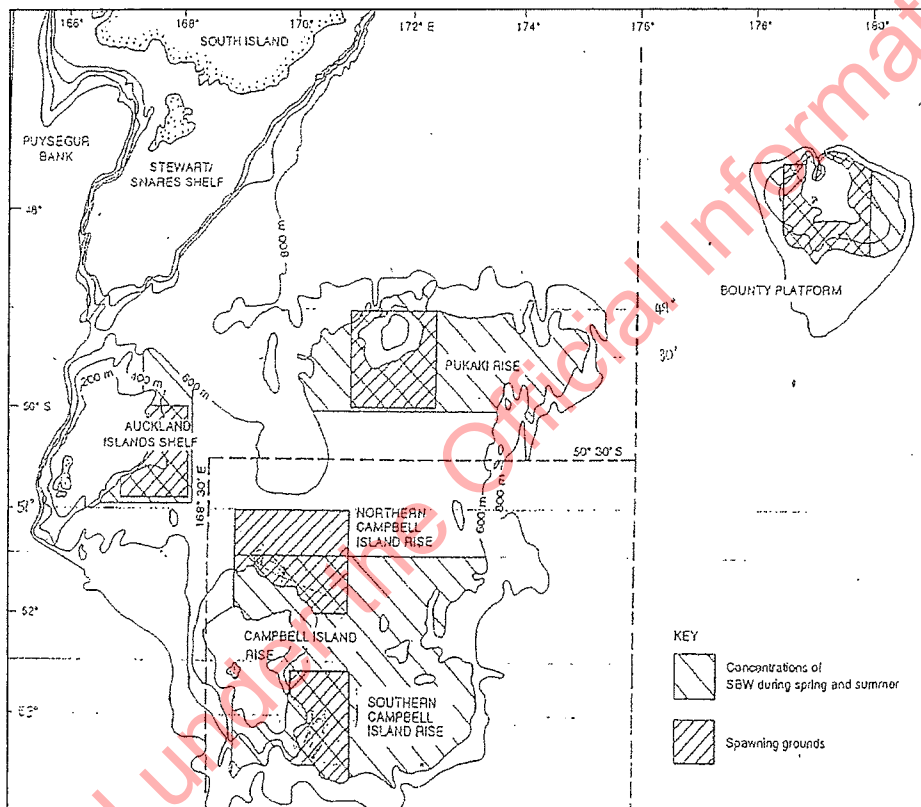 166° 168° 170° 172° E 174° 175° 176° 180°
SOUTH ISLAND
PUYSEGUR
BANK
STEWART/
SNARES SHELF
48°
800 m
BOUNTY PLATFORM
49°
30'
PUKAKI RISE
200 m
400 m
600 m
50° S
AUCKLAND
ISLANDS SHELF
50° 30' S
168° 30' E
600 m
800 m
51°
NORTHERN
CAMPBELL
ISLAND RISE
52°
CAMPBELL ISLAND
RISE
SOUTHERN
CAMPBELL
ISLAND RISE
53°
KEY
Concentrations of
SBW during spring and summer
Spawning grounds
under the Official Informat